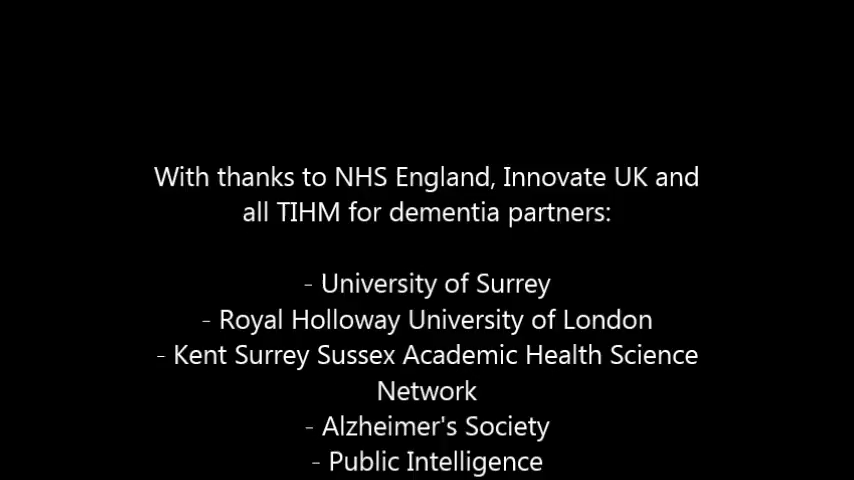 With thanks to NHS England, Innovate UK and
all TIHM for dementia partners:
- University of Surrey
- Royal Holloway University of London
- Kent Surrey Sussex Academic Health Science
Network
- Alzheimer's Society
- Public Intelligence